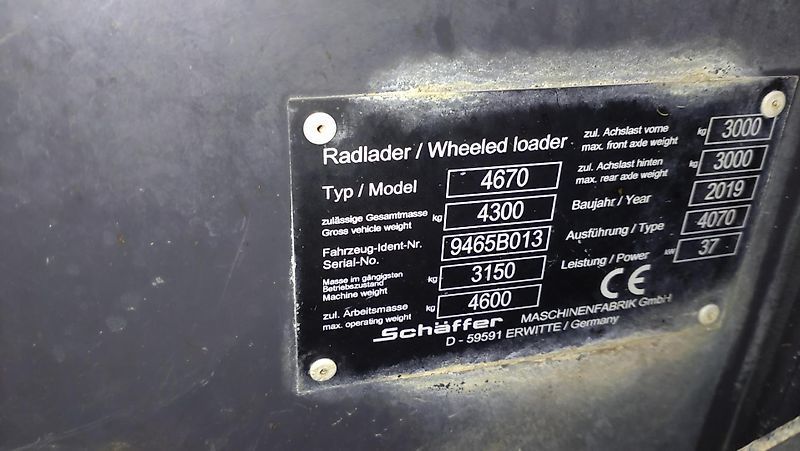 Radlader / Wheeled loader
Typ / Model 4670
zulässige Gesamtmasse
Gross vehicle weight kg 4300
Fahrzeug-Ident-Nr.
Serial-No. 9465B013
Masse im gängigsten
Betriebszustand
Machine weight kg 3150
zul. Arbeitsmasse
max. operating weight kg 4600
zul. Achslast vorne
max. front axle weight kg 3000
zul. Achslast hinten
max. rear axle weight kg 3000
Baujahr / Year 2019
Ausführung / Type 4070
Leistung / Power kW 37
CE
Schäffer MASCHINENFABRIK GmbH
D - 59591 ERWITTE / Germany